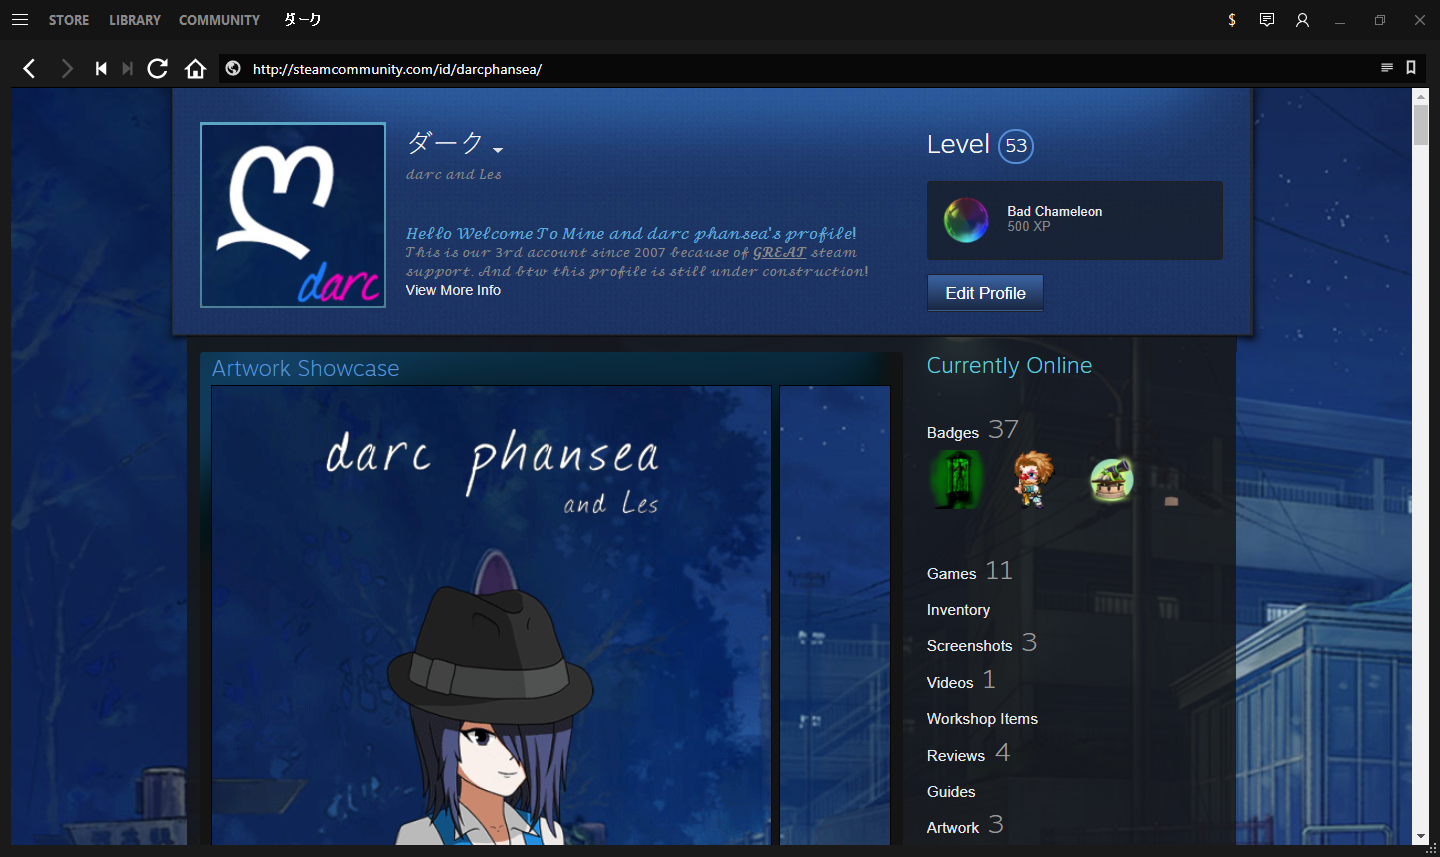 STORE LIBRARY COMMUNITY ダーク $
http://steamcommunity.com/id/darcphansea/
darc
ダーク
darc and Les
Hello Welcome To Mine and darc phansea's profile!
This is our 3rd account since 2007 because of GREAT steam
support. And btw this profile is still under construction!
View More Info
Level 53
Bad Chameleon
500 XP
Edit Profile
Artwork Showcase
darc phansea
and Les
Currently Online
Badges 37
Games 11
Inventory
Screenshots 3
Videos 1
Workshop Items
Reviews 4
Guides
Artwork 3